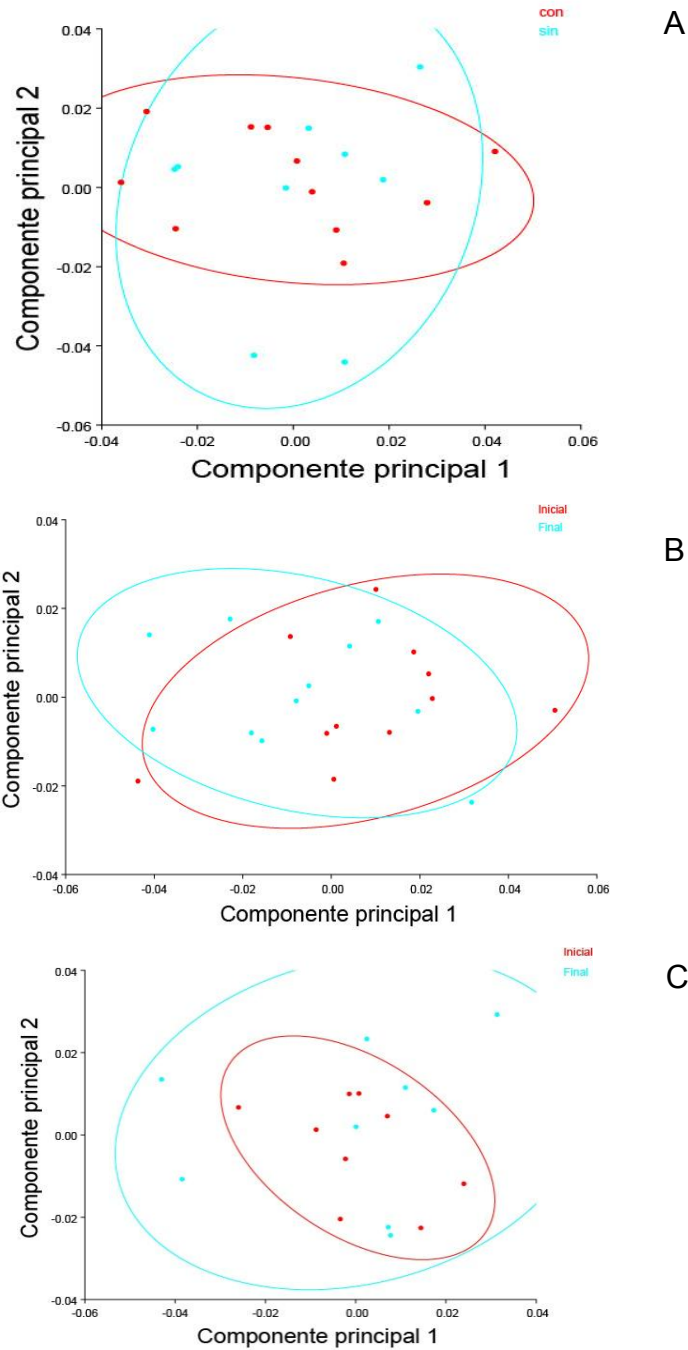 con
sin
A
0.04
0.02
0.00
-0.02
-0.04
-0.06
Componente principal 2
-0.04 -0.02 0.00 0.02 0.04 0.06
Componente principal 1
Inicial
Final
B
0.04
0.02
0.00
-0.02
-0.04
Componente principal 2
-0.06 -0.04 -0.02 0.00 0.02 0.04 0.06
Componente principal 1
Inicial
Final
C
0.04
0.02
0.00
-0.02
-0.04
Componente principal 2
-0.06 -0.04 -0.02 0.00 0.02 0.04
Componente principal 1